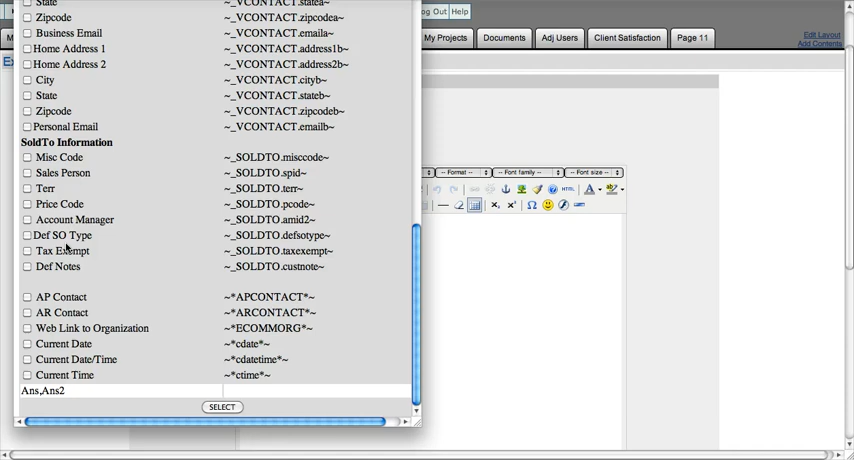 State ~_VCONTACT.statea~
Zipcode ~_VCONTACT.zipcodea~
Business Email ~_VCONTACT.emaila~
Home Address 1 ~_VCONTACT.address1b~
Home Address 2 ~_VCONTACT.address2b~
City ~_VCONTACT.cityb~
State ~_VCONTACT.stateb~
Zipcode ~_VCONTACT.zipcodeb~
Personal Email ~_VCONTACT.emailb~
SoldTo Information
Misc Code ~_SOLDTO.misccode~
Sales Person ~_SOLDTO.spid~
Terr ~_SOLDTO.terr~
Price Code ~_SOLDTO.pcode~
Account Manager ~_SOLDTO.amid2~
Def SO Type ~_SOLDTO.defsotype~
Tax Exempt ~_SOLDTO.taxexempt~
Def Notes ~_SOLDTO.custnote~
AP Contact ~*APCONTACT*~
AR Contact ~*ARCONTACT*~
Web Link to Organization ~*ECOMMORG*~
Current Date ~*cdate*~
Current Date/Time ~*cdatetime*~
Current Time ~*ctime*~
Ans,Ans2
SELECT
og Out Help
My Projects Documents Adj Users Client Satisfaction Page 11
Edit Layout
Add Contents
-- Format -- -- Font family -- -- Font size --
HTML